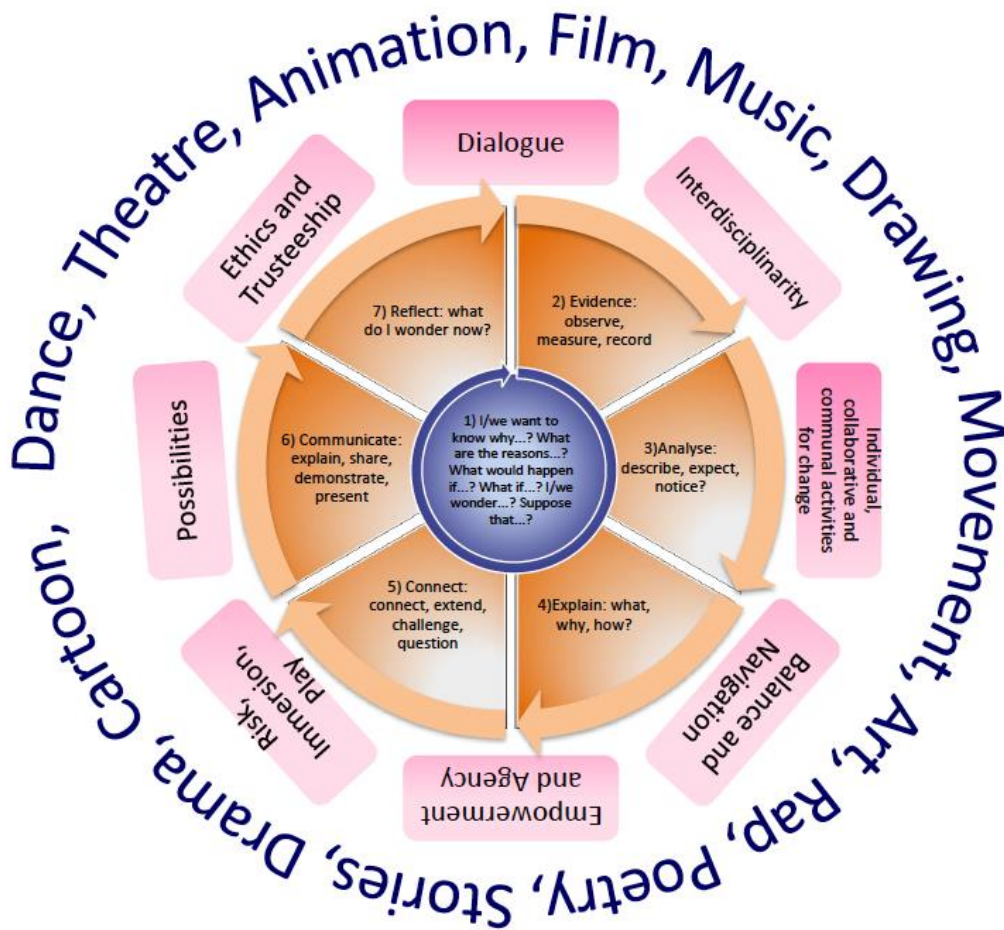 Dance, Theatre, Animation, Film, Music, Drawing, Movement, Art, Rap, Poetry, Stories, Drama, Cartoon,
Dialogue
Interdisciplinarity
Individual,
collaborative and
communal activities
for change
Balance and
Navigation
Empowerment
and Agency
Risk,
Immersion,
Play
Possibilities
Ethics and
Trusteeship
1) I/we want to
know why...? What
are the reasons...?
What would happen
if...? What if...? I/we
wonder...? Suppose
that...?
2) Evidence:
observe,
measure, record
3)Analyse:
describe, expect,
notice?
4)Explain: what,
why, how?
5) Connect:
connect, extend,
challenge,
question
6) Communicate:
explain, share,
demonstrate,
present
7) Reflect: what
do I wonder now?